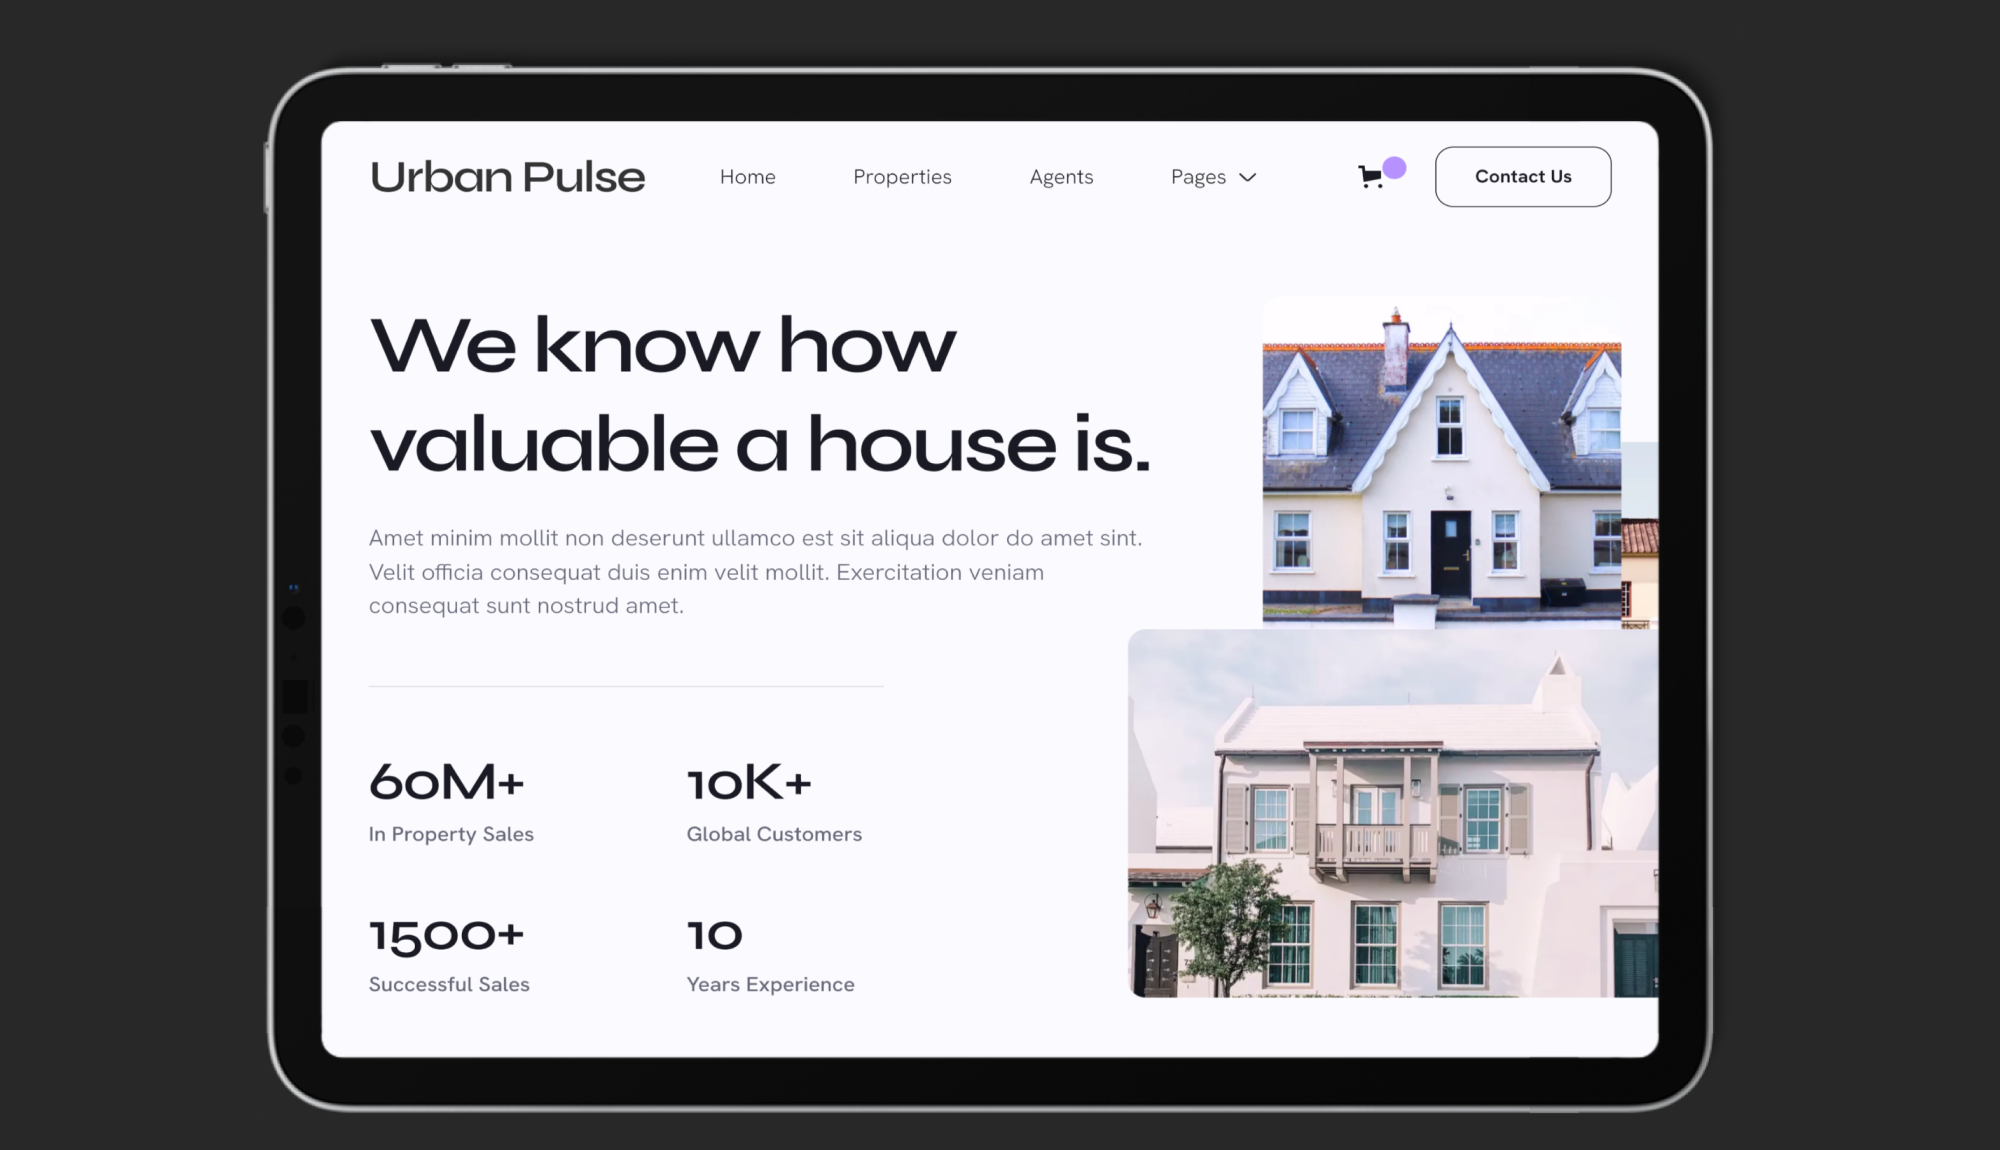 Urban Pulse
Home
Properties
Agents
Pages
Contact Us
We know how
valuable a house is.
Amet minim mollit non deserunt ullamco est sit aliqua dolor do amet sint.
Velit officia consequat duis enim velit mollit. Exercitation veniam
consequat sunt nostrud amet.
60M+
In Property Sales
10K+
Global Customers
1500+
Successful Sales
10
Years Experience